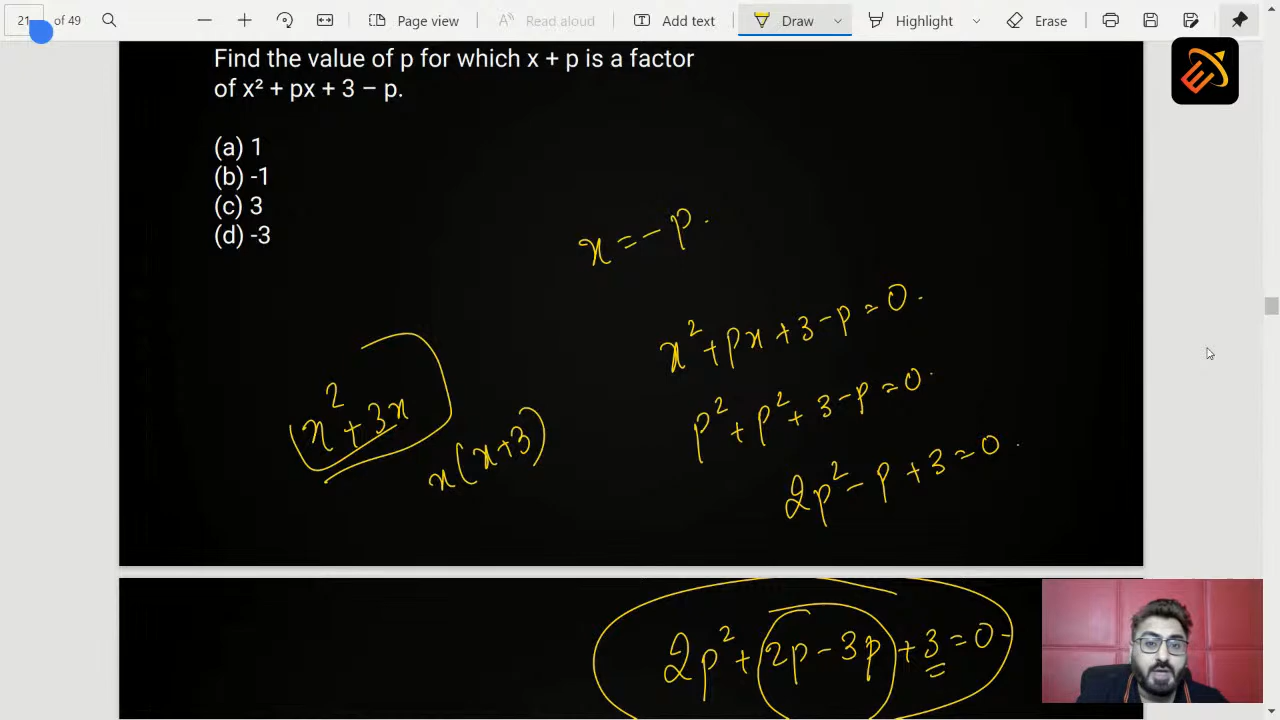 21 of 49 Page view Read aloud Add text Draw Highlight Erase
Find the value of p for which x + p is a factor
of x² + px + 3 − p.
(a) 1
(b) -1
(c) 3
(d) -3
x = -p.
x² + px + 3 - p = 0.
p² + p² + 3 - p = 0.
2p² - p + 3 = 0.
x² + 3x
x(x+3)
2p² + 2p - 3p + 3 = 0